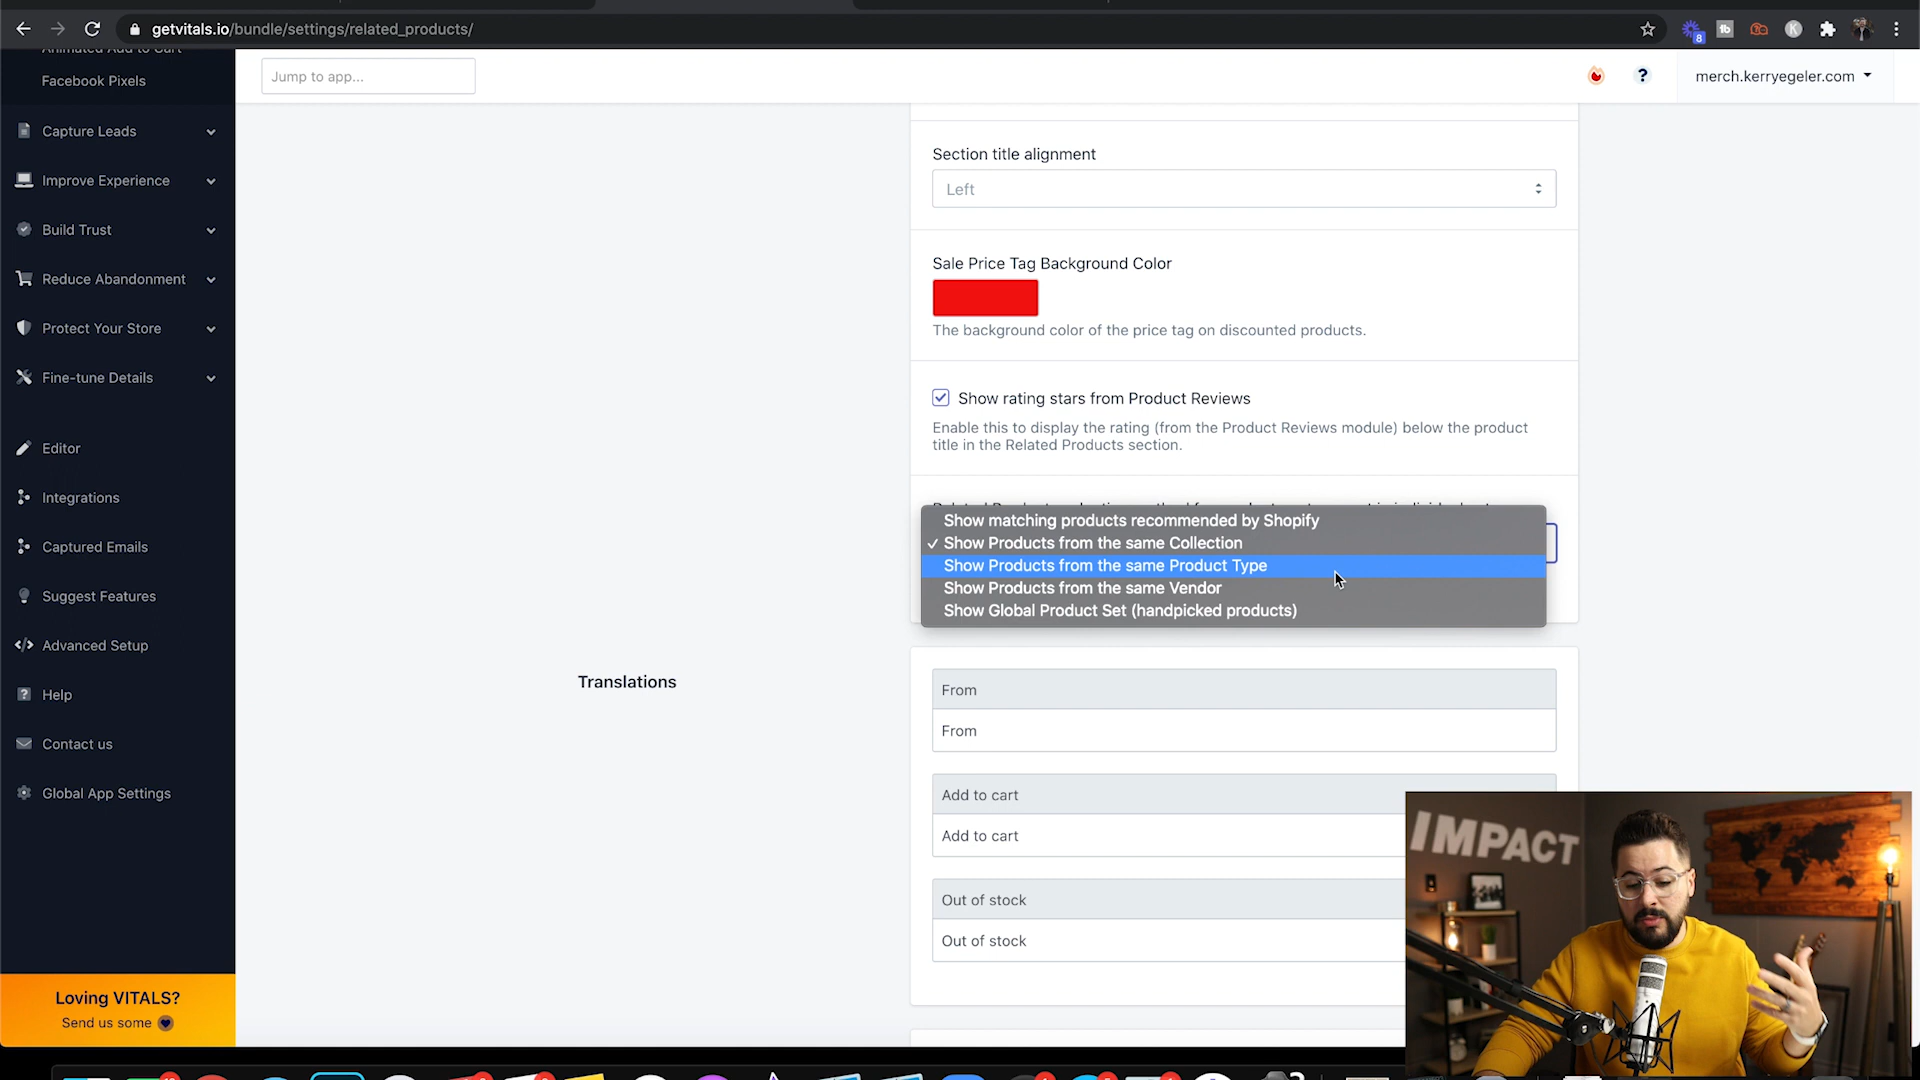 getvitals.io/bundle/settings/related_products/
8
Facebook Pixels
Jump to app...
?
merch.kerryegeler.com
Capture Leads
Improve Experience
Build Trust
Reduce Abandonment
Protect Your Store
Fine-tune Details
Editor
Integrations
Captured Emails
Suggest Features
Advanced Setup
Help
Contact us
Global App Settings
Loving VITALS?
Send us some
Section title alignment
Left
Sale Price Tag Background Color
The background color of the price tag on discounted products.
Show rating stars from Product Reviews
Enable this to display the rating (from the Product Reviews module) below the product
title in the Related Products section.
Show matching products recommended by Shopify
✓ Show Products from the same Collection
Show Products from the same Product Type
Show Products from the same Vendor
Show Global Product Set (handpicked products)
Translations
From
From
Add to cart
Add to cart
Out of stock
Out of stock
IMPACT